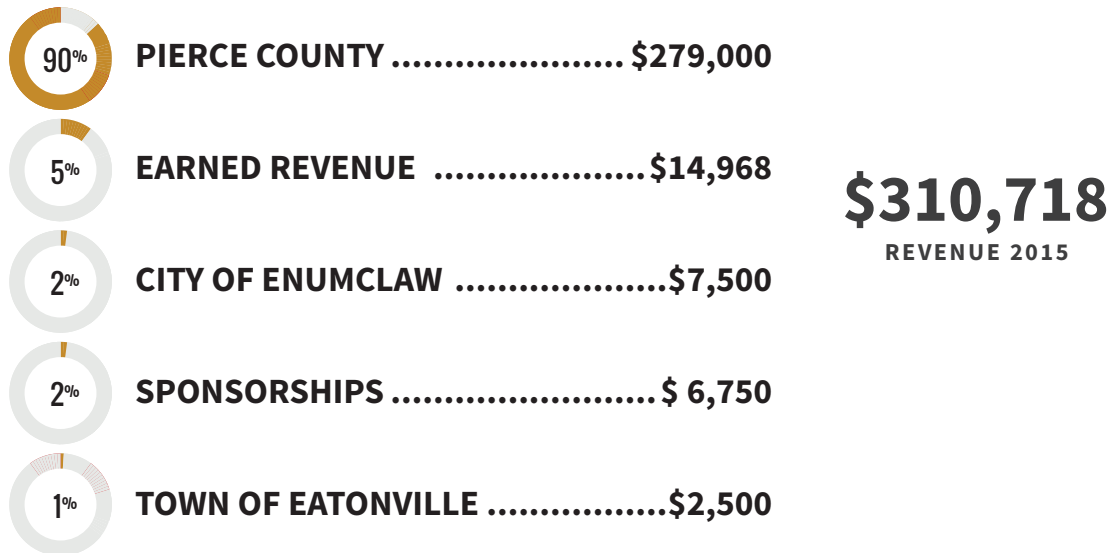 90% PIERCE COUNTY ...................... $279,000
5% EARNED REVENUE ....................$14,968
$310,718
REVENUE 2015
2% CITY OF ENUMCLAW ....................$7,500
2% SPONSORSHIPS ......................... $ 6,750
1% TOWN OF EATONVILLE .................$2,500